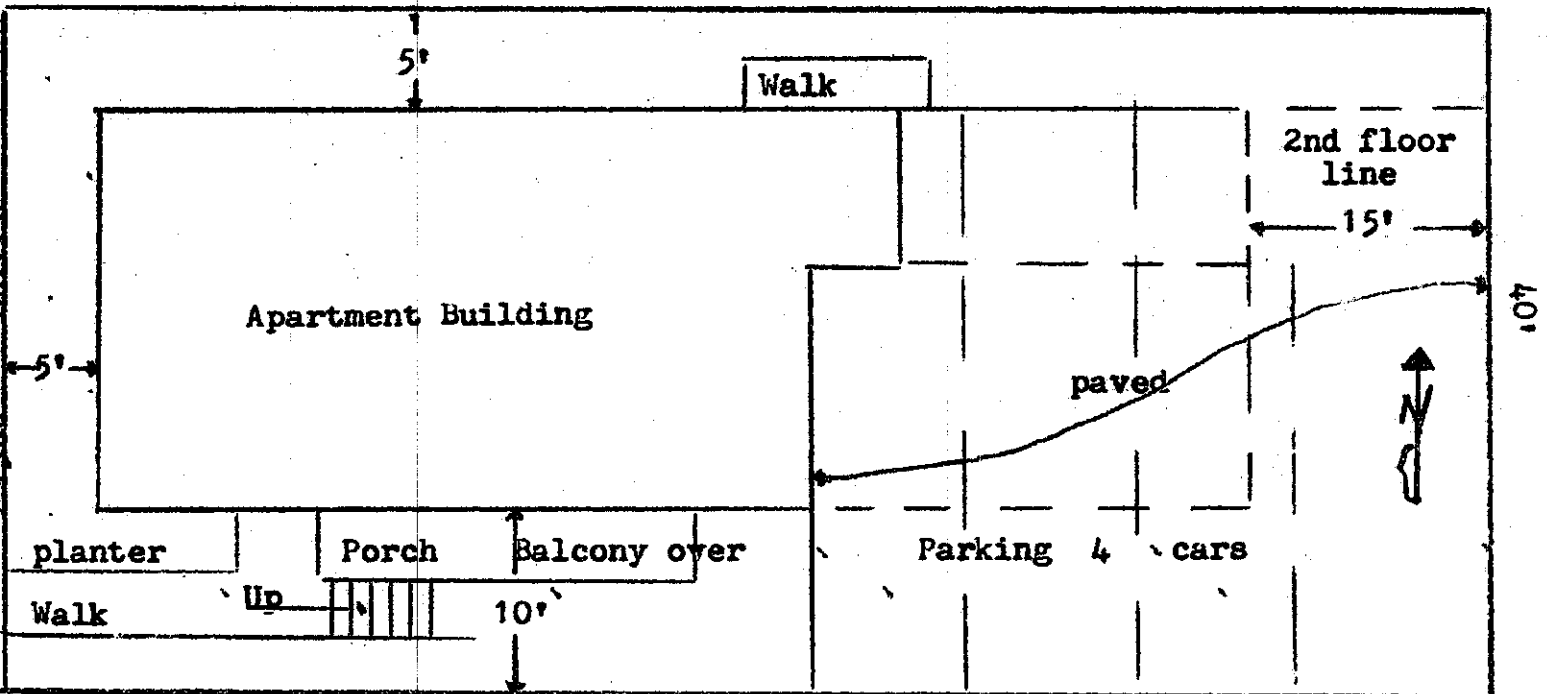 5'
Walk
2nd floor
line
15'
40'
Apartment Building
5'
paved
N
planter
Porch
Balcony over
Parking 4 cars
Up
Walk
10'